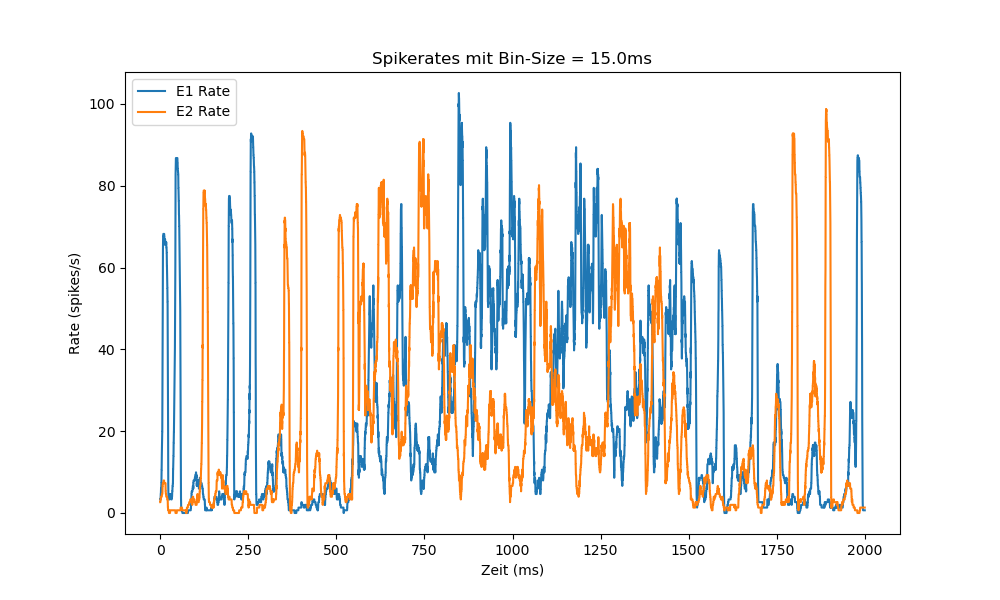 Spikerates mit Bin-Size = 15.0ms
E1 Rate
E2 Rate
100
80
60
40
20
0
Rate (spikes/s)
0 250 500 750 1000 1250 1500 1750 2000
Zeit (ms)